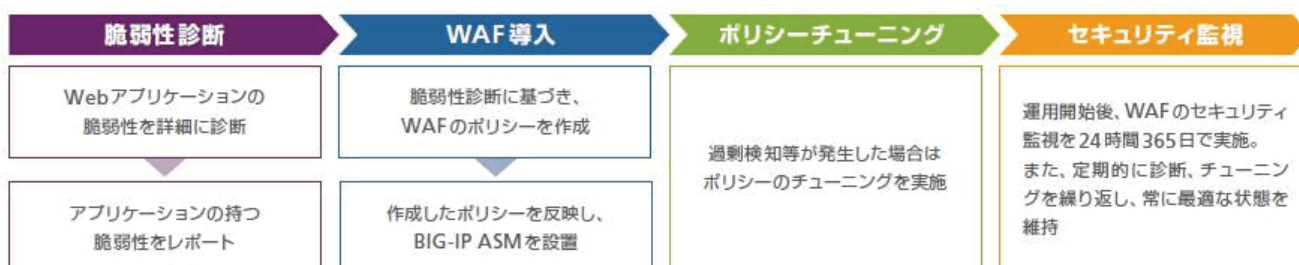 脆弱性診断
WAF導入
ポリシーチューニング
セキュリティ監視
Webアプリケーションの
脆弱性を詳細に診断
アプリケーションの持つ
脆弱性をレポート
脆弱性診断に基づき、
WAFのポリシーを作成
作成したポリシーを反映し、
BIG-IP ASMを設置
過剰検知等が発生した場合は
ポリシーのチューニングを実施
運用開始後、WAFのセキュリティ
監視を24時間365日で実施。
また、定期的に診断、チューニン
グを繰り返し、常に最適な状態を
維持